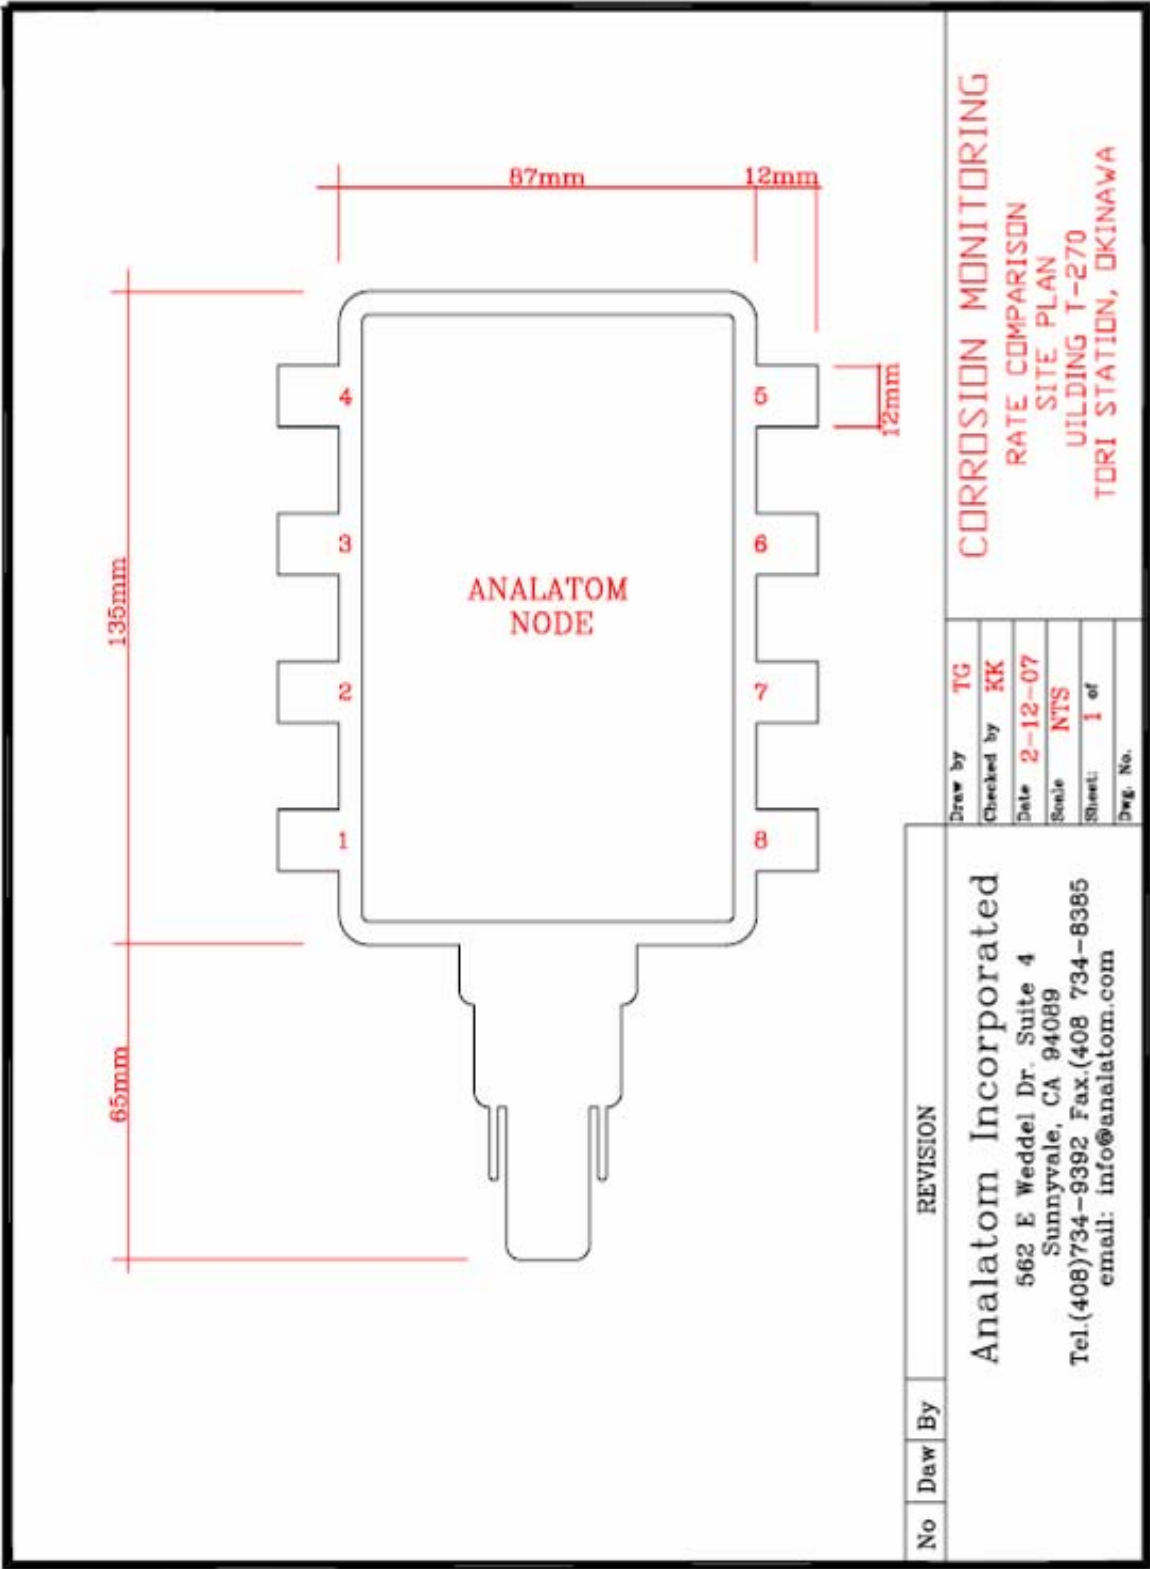 87mm
12mm
12mm
135mm
65mm
4
3
2
1
5
6
7
8
ANALATOM
NODE
CORROSION MONITORING
RATE COMPARISON
SITE PLAN
UILDING T-270
TORI STATION, OKINAWA
Draw by TG
Checked by KK
Date 2-12-07
Scale NTS
Sheet: 1 of
Dwg. No.
REVISION
No Daw By
Analatom Incorporated
562 E Weddel Dr. Suite 4
Sunnyvale, CA 94089
Tel.(408)734-9392 Fax.(408 734-8385
email: info@analatom.com